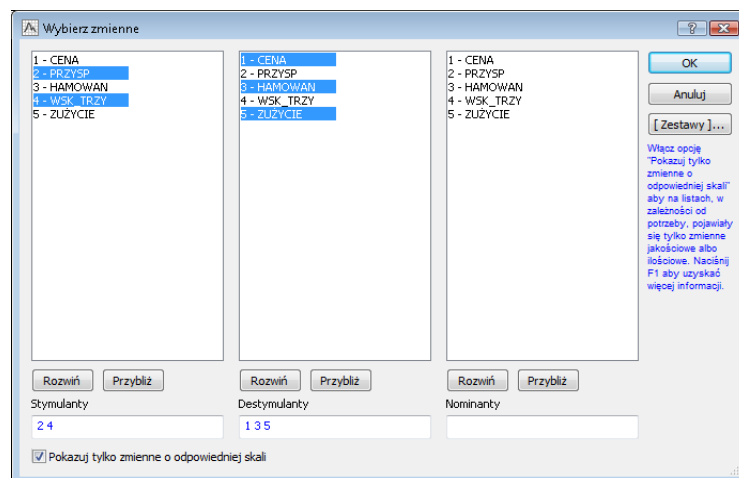 Wybierz zmienne
1 - CENA
2 - PRZYSP
3 - HAMOWAN
4 - WSK_TRZY
5 - ZUŻYCIE
1 - CENA
2 - PRZYSP
3 - HAMOWAN
4 - WSK_TRZY
5 - ZUŻYCIE
1 - CENA
2 - PRZYSP
3 - HAMOWAN
4 - WSK_TRZY
5 - ZUŻYCIE
OK
Anuluj
[ Zestawy ]...
Włącz opcję
"Pokazuj tylko
zmienne o
odpowiedniej skali"
aby na listach, w
zależności od
potrzeby, pojawiały
się tylko zmienne
jakościowe albo
ilościowe. Naciśnij
F1 aby uzyskać
więcej informacji.
Rozwiń Przybliż Rozwiń Przybliż Rozwiń Przybliż
Stymulanty Destymulanty Nominanty
2 4 1 3 5
Pokazuj tylko zmienne o odpowiedniej skali